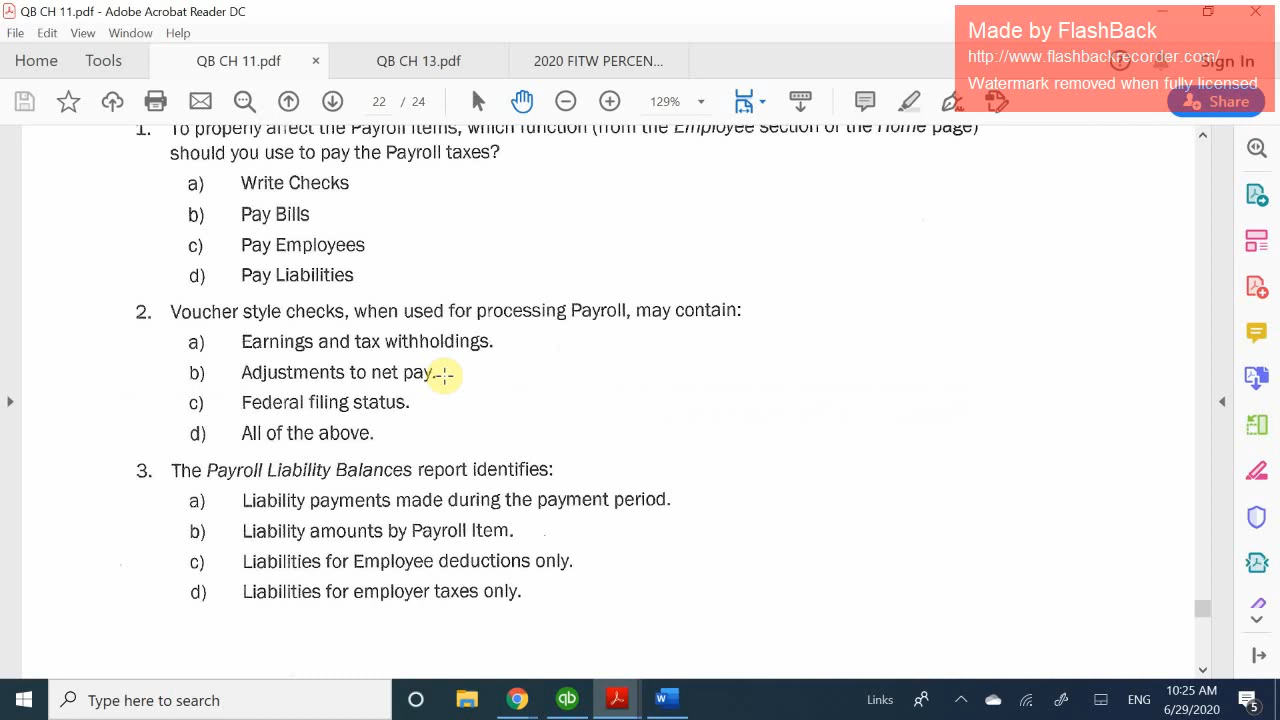 QB CH 11.pdf - Adobe Acrobat Reader DC
File Edit View Window Help
Made by FlashBack
http://www.flashbackrecorder.com/
Watermark removed when fully licensed
Home Tools QB CH 11.pdf × QB CH 13.pdf 2020 FITW PERCEN... Sign In
22 / 24 129% Share
1. To properly affect the Payroll Items, which function (from the Employee section of the Home page)
should you use to pay the Payroll taxes?
a) Write Checks
b) Pay Bills
c) Pay Employees
d) Pay Liabilities
2. Voucher style checks, when used for processing Payroll, may contain:
a) Earnings and tax withholdings.
b) Adjustments to net pay.
c) Federal filing status.
d) All of the above.
3. The Payroll Liability Balances report identifies:
a) Liability payments made during the payment period.
b) Liability amounts by Payroll Item.
c) Liabilities for Employee deductions only.
d) Liabilities for employer taxes only.
Type here to search
qb
W
Links
ENG
10:25 AM
6/29/2020
5